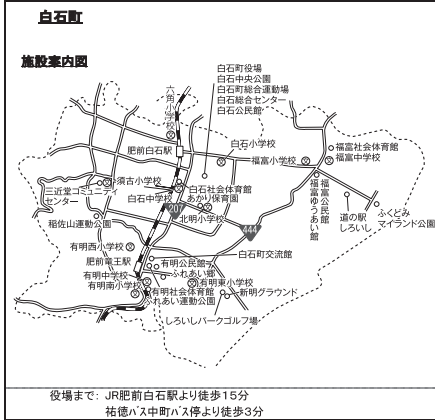 白石町
施設案内図
六角小学校
白石町役場
白石中央公園
白石町総合運動場
白石総合センター
白石公民館
肥前白石駅
白石小学校
福富小学校
福富社会体育館
福富中学校
須古小学校
三近堂コミュニティ
センター
白石中学校
白石社会体育館
あかり保育園
207
北明小学校
稲佐山運動公園
444
福富公民館
福富ゆうあい館
道の駅
しろいし
ふくどみ
マイランド公園
有明西小学校
白石町交流館
肥前竜王駅
有明公民館
ふれあい郷
有明中学校
有明南小学校
有明東小学校
有明社会体育館
ふれあい運動公園
新明グラウンド
しろいしパークゴルフ場
役場まで: JR肥前白石駅より徒歩15分
祐徳バス中町バス停より徒歩3分